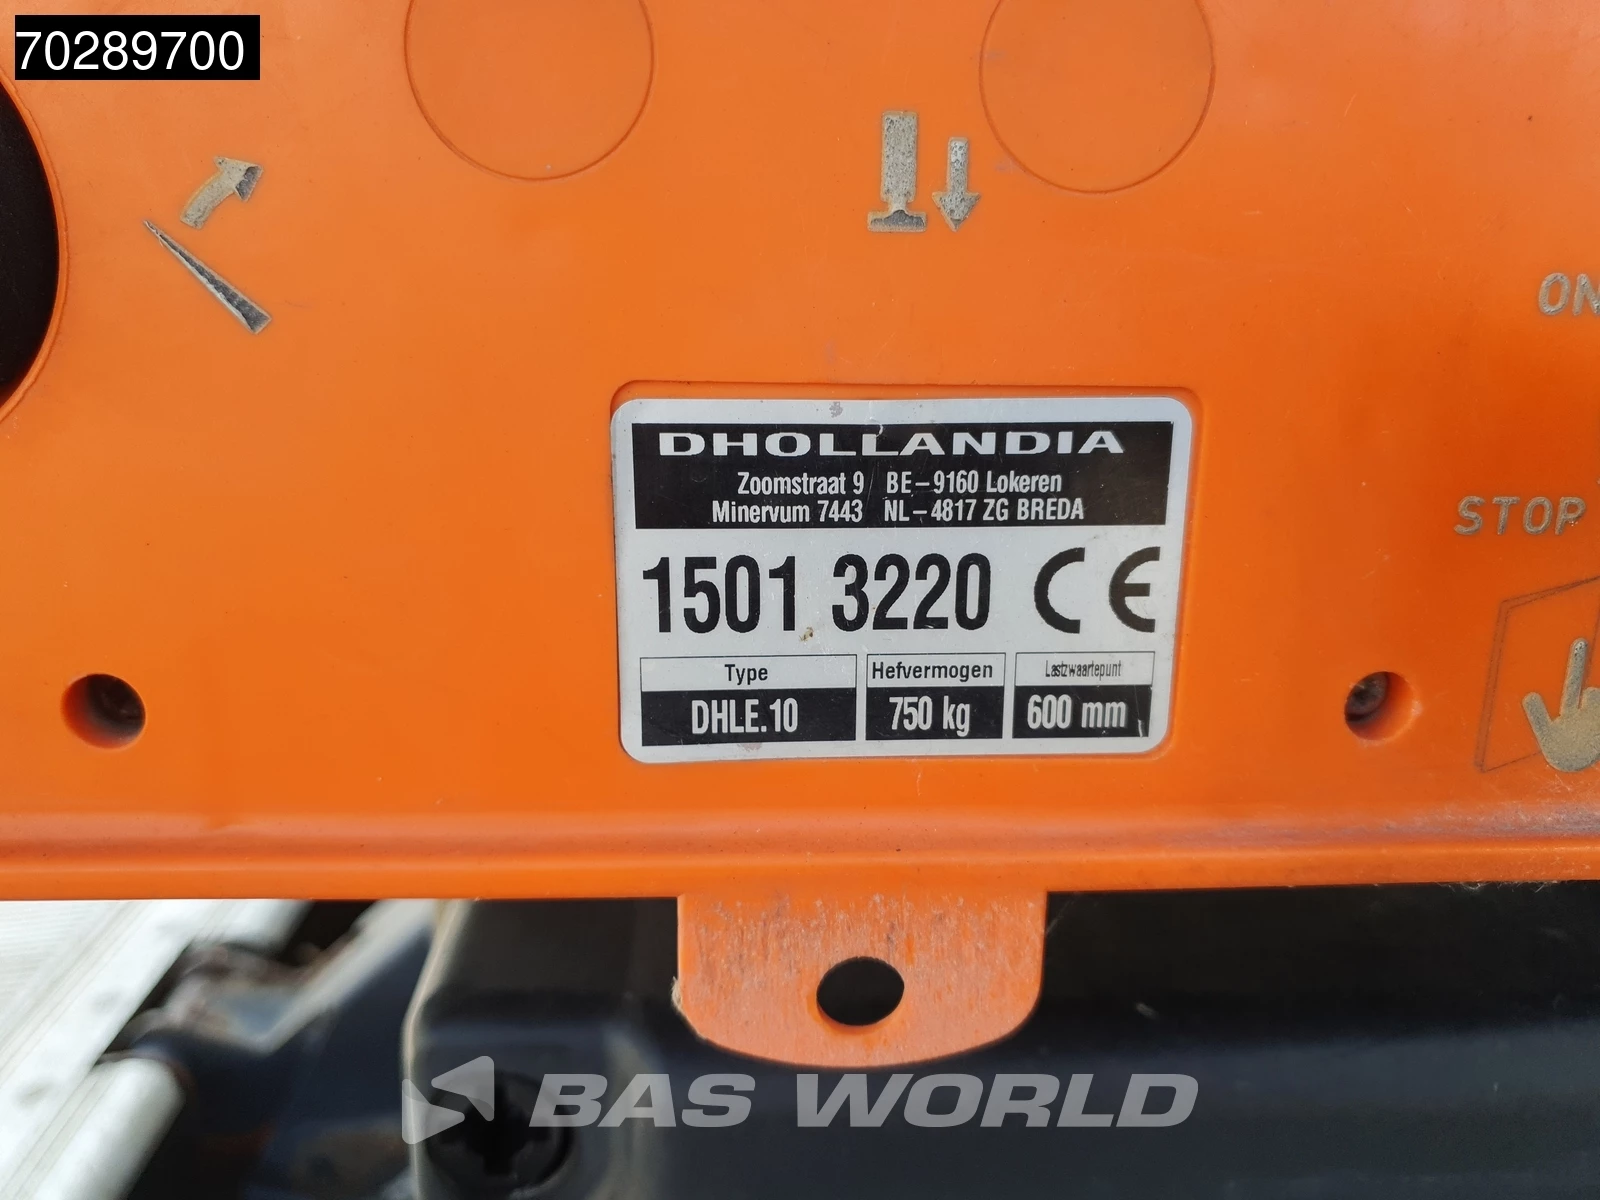 70289700
ON
STOP
DHOLLANDIA
Zoomstraat 9 BE-9160 Lokeren
Minervum 7443 NL-4817 ZG BREDA
1501 3220 CE
Type Hefvermogen Lastzwaartepunt
DHLE.10 750 kg 600 mm
BAS WORLD